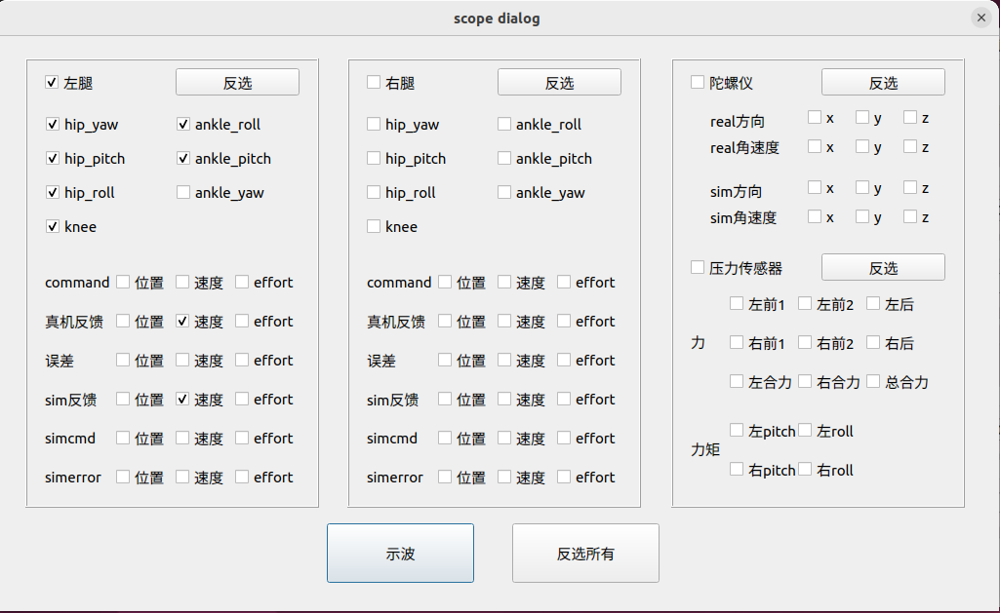 scope dialog
左腿 反选
hip_yaw ankle_roll
hip_pitch ankle_pitch
hip_roll ankle_yaw
knee
command 位置 速度 effort
真机反馈 位置 速度 effort
误差 位置 速度 effort
sim反馈 位置 速度 effort
simcmd 位置 速度 effort
simerror 位置 速度 effort
右腿 反选
hip_yaw ankle_roll
hip_pitch ankle_pitch
hip_roll ankle_yaw
knee
command 位置 速度 effort
真机反馈 位置 速度 effort
误差 位置 速度 effort
sim反馈 位置 速度 effort
simcmd 位置 速度 effort
simerror 位置 速度 effort
陀螺仪 反选
real方向 x y z
real角速度 x y z
sim方向 x y z
sim角速度 x y z
压力传感器 反选
左前1 左前2 左后
力 右前1 右前2 右后
左合力 右合力 总合力
左pitch 左roll
力矩
右pitch 右roll
示波 反选所有